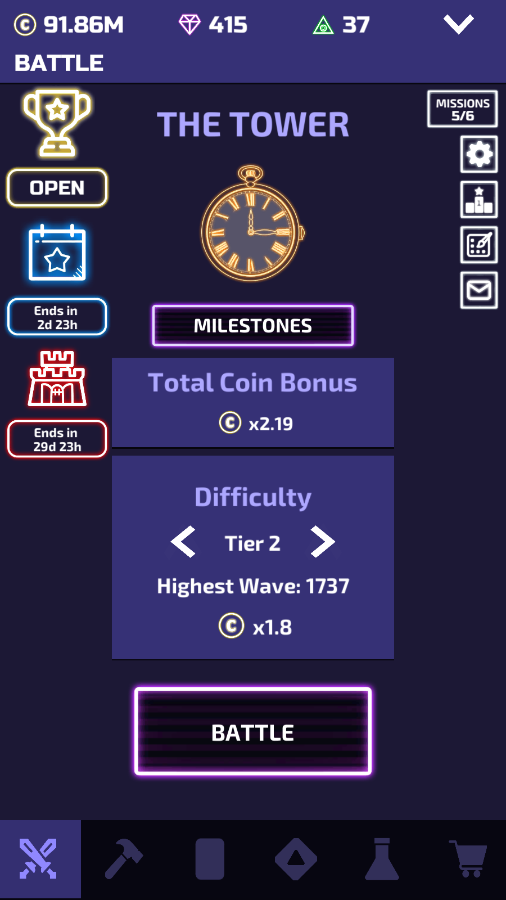 91.86M 415 37
BATTLE
THE TOWER
MISSIONS
5/6
OPEN
Ends in
2d 23h
MILESTONES
Total Coin Bonus
x2.19
Ends in
29d 23h
Difficulty
Tier 2
Highest Wave: 1737
x1.8
BATTLE